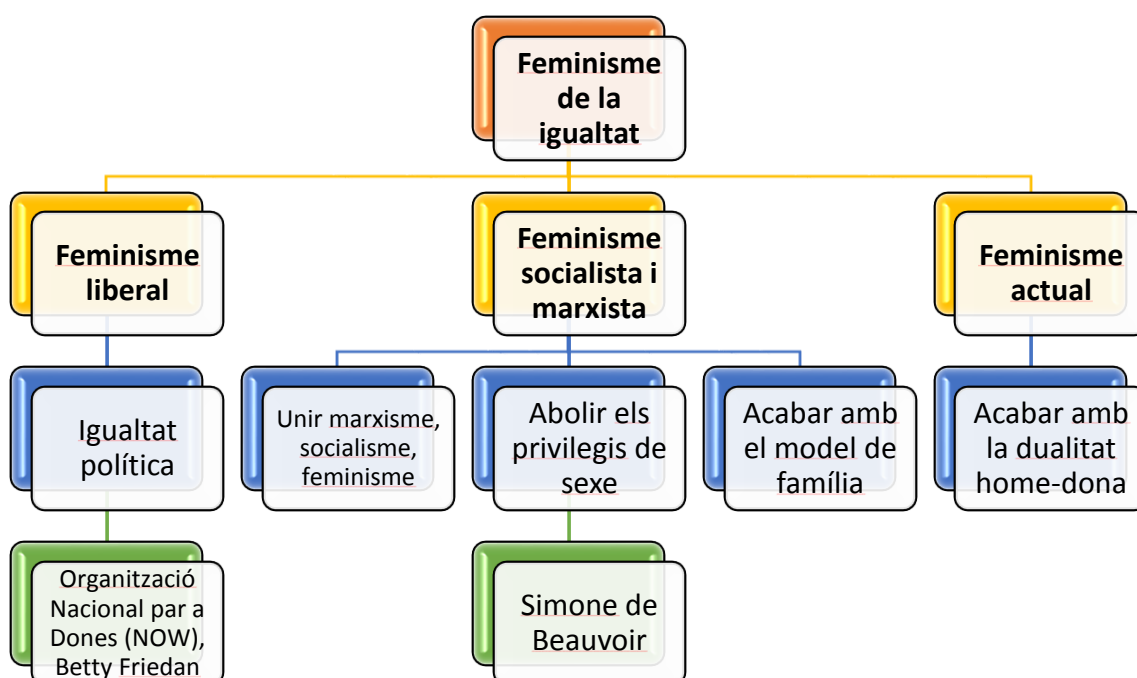 Feminisme
de la
igualtat
Feminisme
liberal
Feminisme
socialista i
marxista
Feminisme
actual
Igualtat
política
Unir marxisme,
socialisme,
feminisme
Abolir els
privilegis de
sexe
Acabar amb
el model de
família
Acabar amb
la dualitat
home-dona
Organització
Nacional par a
Dones (NOW),
Betty Friedan
Simone de
Beauvoir